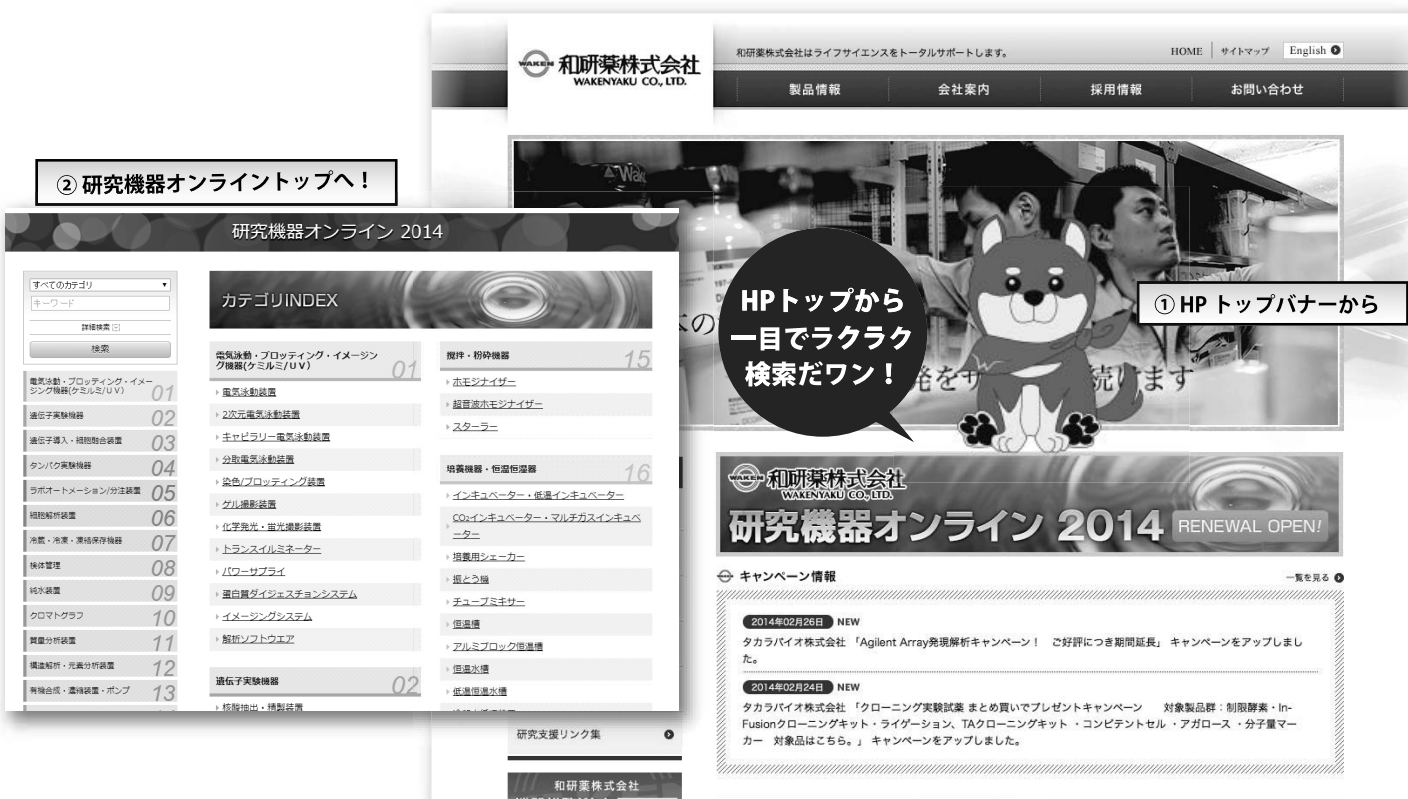 WAKEN 和研薬株式会社
WAKENYAKU CO., LTD.
和研薬株式会社はライフサイエンスをトータルサポートします。
HOME サイトマップ English
製品情報 会社案内 採用情報 お問い合わせ
② 研究機器オンライントップへ！
研究機器オンライン 2014
すべてのカテゴリ
キーワード
詳細検索
検索
電気泳動・ブロッティング・イメー
ジング機器(ケミルミ/ＵＶ) 01
遺伝子実験機器 02
遺伝子導入・細胞融合装置 03
タンパク実験機器 04
ラボオートメーション/分注装置 05
細胞解析装置 06
冷蔵・冷凍・凍結保存機器 07
検体管理 08
純水装置 09
クロマトグラフ 10
質量分析装置 11
構造解析・元素分析装置 12
有機合成・濃縮装置・ポンプ 13
カテゴリINDEX
電気泳動・ブロッティング・イメージン
グ機器(ケミルミ/ＵＶ) 01
電気泳動装置
2次元電気泳動装置
キャピラリー電気泳動装置
分取電気泳動装置
染色/ブロッティング装置
ゲル撮影装置
化学発光・蛍光撮影装置
トランスイルミネーター
パワーサプライ
蛋白質ダイジェスチョンシステム
イメージングシステム
解析ソフトウエア
遺伝子実験機器 02
核酸抽出・精製装置
攪拌・粉砕機器 15
ホモジナイザー
超音波ホモジナイザー
スターラー
培養機器・恒温恒湿器 16
インキュベーター・低温インキュベーター
CO₂インキュベーター・マルチガスインキュベ
ーター
培養用シェーカー
振とう機
チューブミキサー
恒温槽
アルミブロック恒温槽
恒温水槽
低温恒温水槽
Wak
本の
HPトップから
一目でラクラク
検索だワン！
発をサ 続けます
① HP トップバナーから
WAKEN 和研薬株式会社
WAKENYAKU CO., LTD.
研究機器オンライン 2014 RENEWAL OPEN!
キャンペーン情報 一覧を見る
2014年02月26日 NEW
タカラバイオ株式会社 「Agilent Array発現解析キャンペーン！ ご好評につき期間延長」 キャンペーンをアップしまし
た。
2014年02月24日 NEW
タカラバイオ株式会社 「クローニング実験試薬 まとめ買いでプレゼントキャンペーン 対象製品群：制限酵素・In-
Fusionクローニングキット・ライゲーション、TAクローニングキット ・コンピテントセル ・アガロース ・分子量マー
カー 対象品はこちら。」 キャンペーンをアップしました。
研究支援リンク集
和研薬株式会社